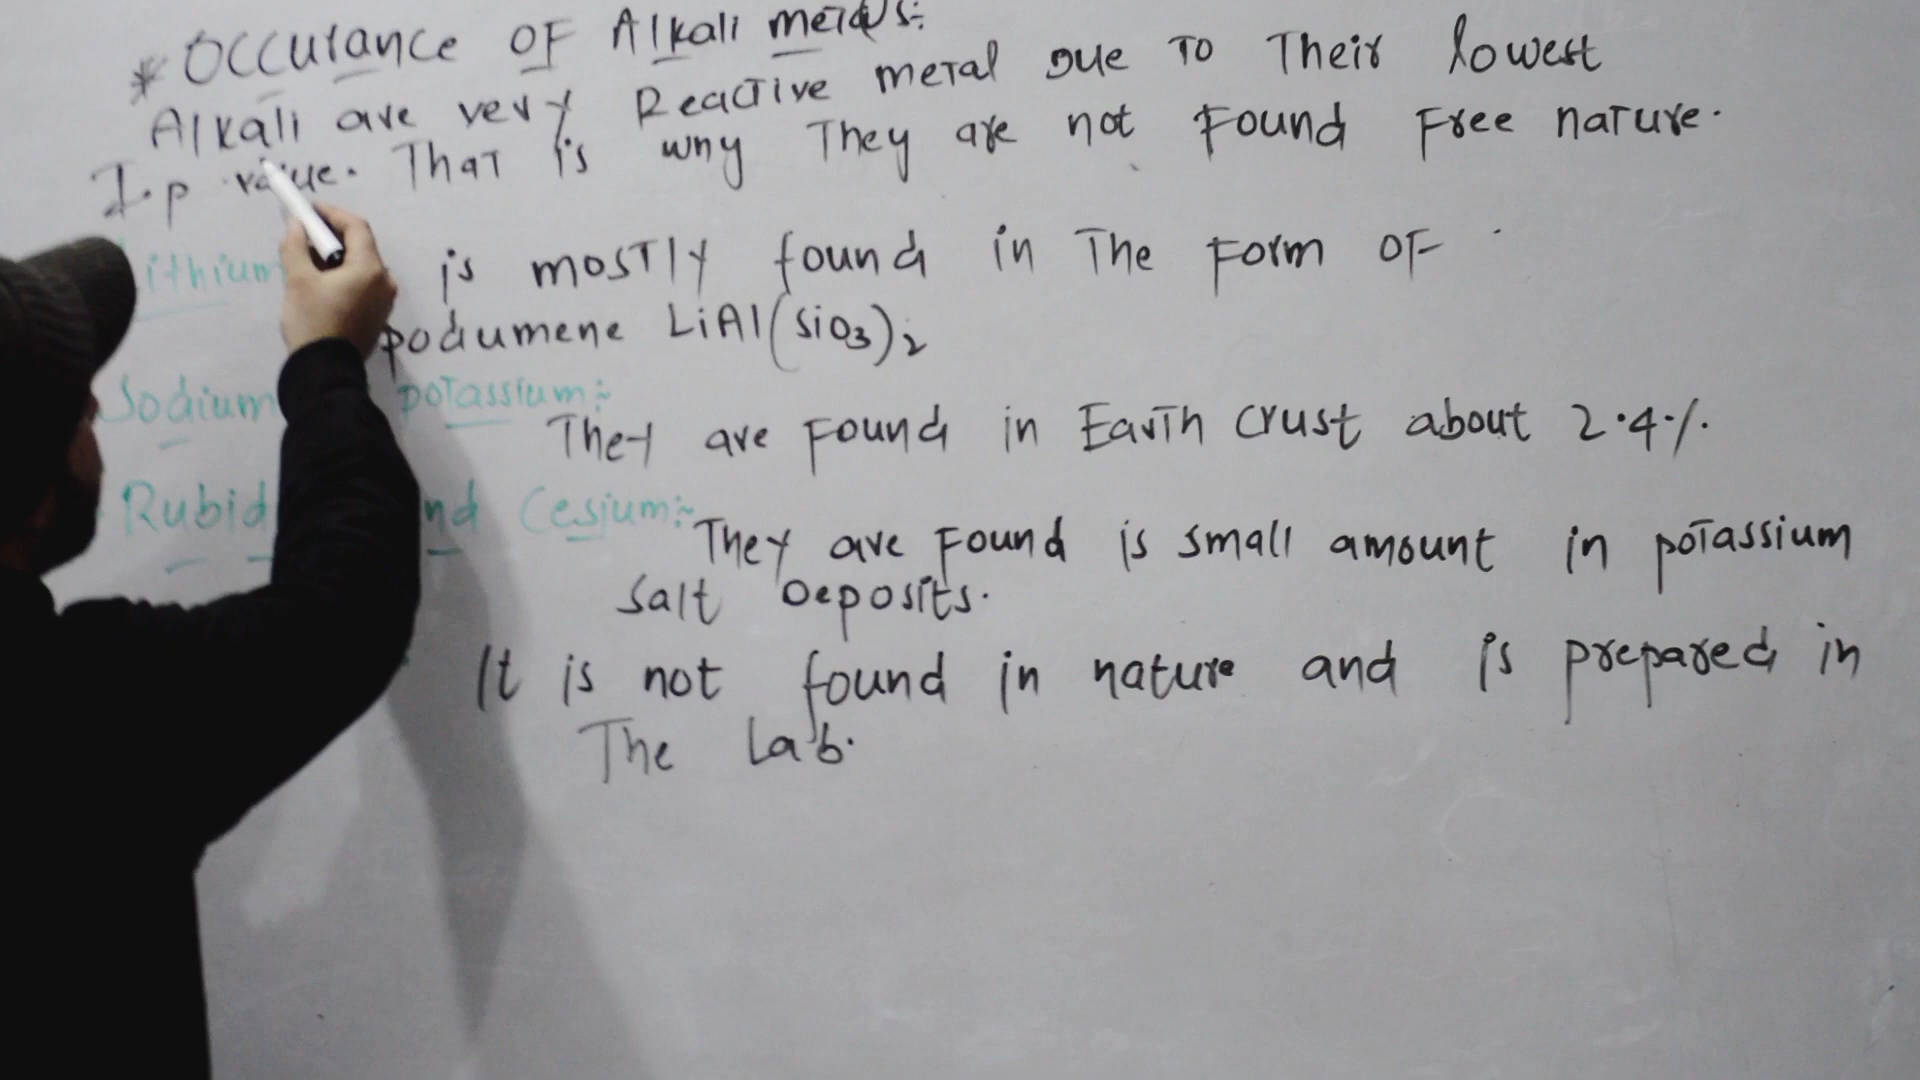 * Occurance OF Alkali metals:-
Alkali are very Reactive metal Due To Their lowest
I.p value. That is why They are not Found Free nature.
Lithium is mostly found in The Form OF
podumene LiAl(SiO₃)₂
Sodium potassium:-
They are Found in Earth crust about 2.4%.
Rubid nd Cesium:-
They are Found is small amount in potassium
salt Deposits.
It is not found in nature and is prepared in
The Lab.